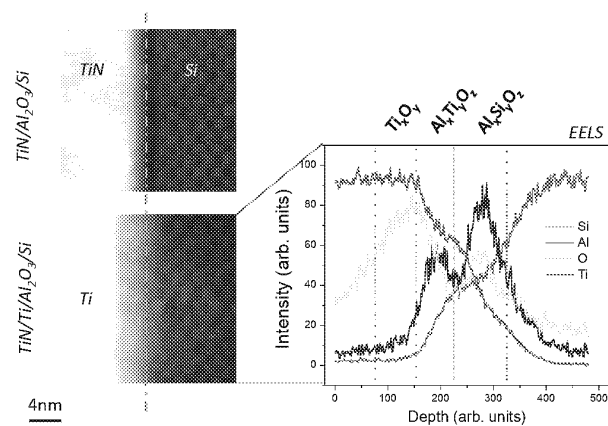 TiN/Al2O3/Si
TiN
Si
TiN/Ti/Al2O3/Si
Ti
4nm
TixOy
AlxTiyOz
AlxSiyOz
EELS
Intensity (arb. units)
100
80
60
40
20
0
Si
Al
O
Ti
0 100 200 300 400 500
Depth (arb. units)